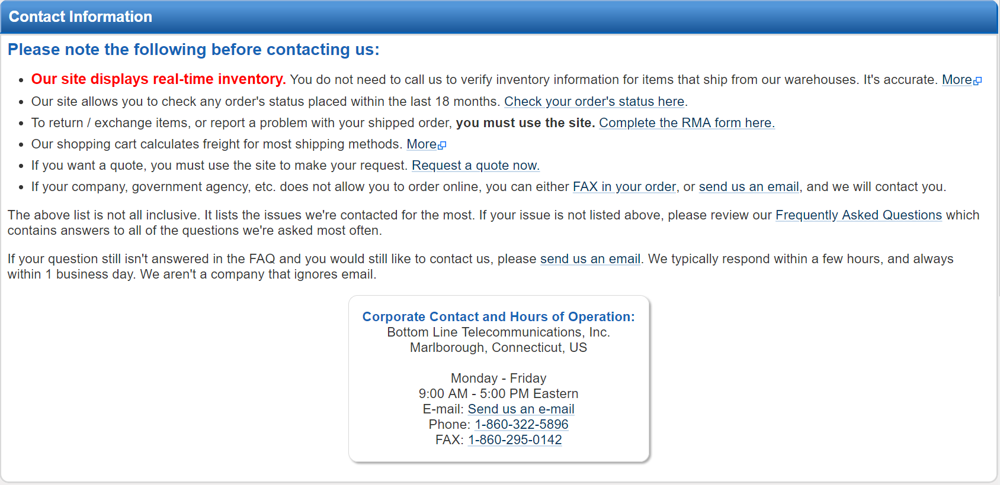 Contact Information
Please note the following before contacting us:
Our site displays real-time inventory. You do not need to call us to verify inventory information for items that ship from our warehouses. It's accurate. More
Our site allows you to check any order's status placed within the last 18 months. Check your order's status here.
To return / exchange items, or report a problem with your shipped order, you must use the site. Complete the RMA form here.
Our shopping cart calculates freight for most shipping methods. More
If you want a quote, you must use the site to make your request. Request a quote now.
If your company, government agency, etc. does not allow you to order online, you can either FAX in your order, or send us an email, and we will contact you.
The above list is not all inclusive. It lists the issues we're contacted for the most. If your issue is not listed above, please review our Frequently Asked Questions which
contains answers to all of the questions we're asked most often.
If your question still isn't answered in the FAQ and you would still like to contact us, please send us an email. We typically respond within a few hours, and always
within 1 business day. We aren't a company that ignores email.
Corporate Contact and Hours of Operation:
Bottom Line Telecommunications, Inc.
Marlborough, Connecticut, US
Monday - Friday
9:00 AM - 5:00 PM Eastern
E-mail: Send us an e-mail
Phone: 1-860-322-5896
FAX: 1-860-295-0142